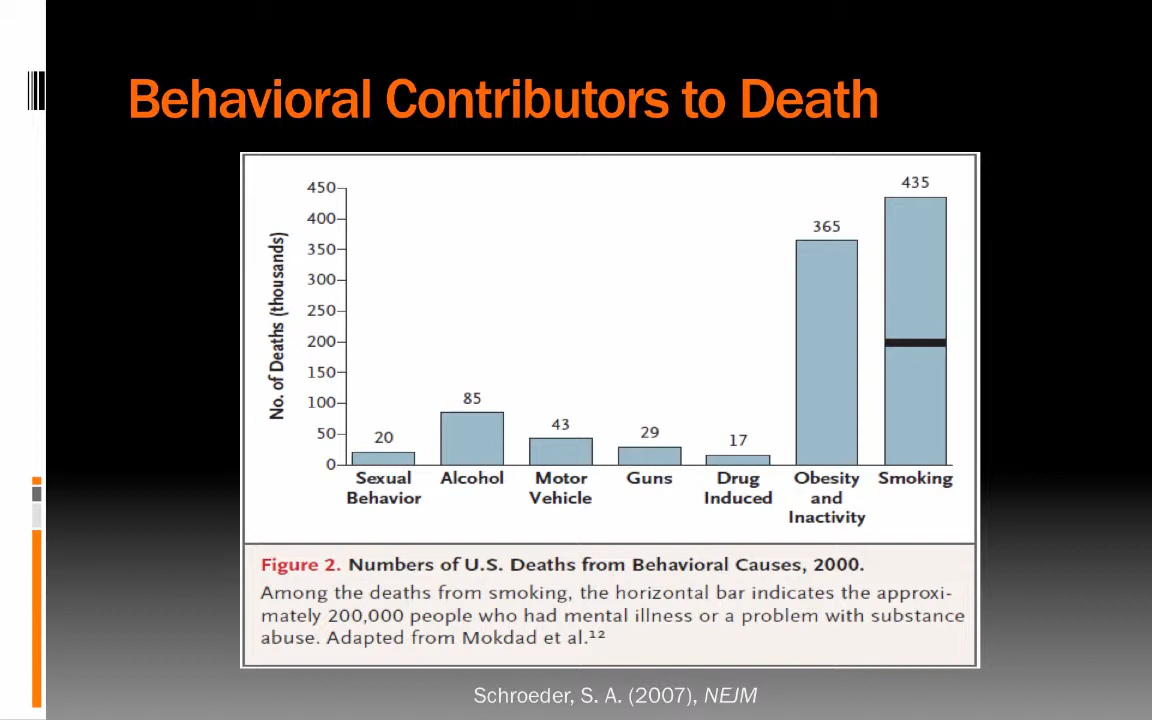 Behavioral Contributors to Death
No. of Deaths (thousands)
450
400
350
300
250
200
150
100
50
0
20
85
43
29
17
365
435
Sexual Behavior
Alcohol
Motor Vehicle
Guns
Drug Induced
Obesity and Inactivity
Smoking
Figure 2. Numbers of U.S. Deaths from Behavioral Causes, 2000.
Among the deaths from smoking, the horizontal bar indicates the approxi-
mately 200,000 people who had mental illness or a problem with substance
abuse. Adapted from Mokdad et al.¹²
Schroeder, S. A. (2007), NEJM